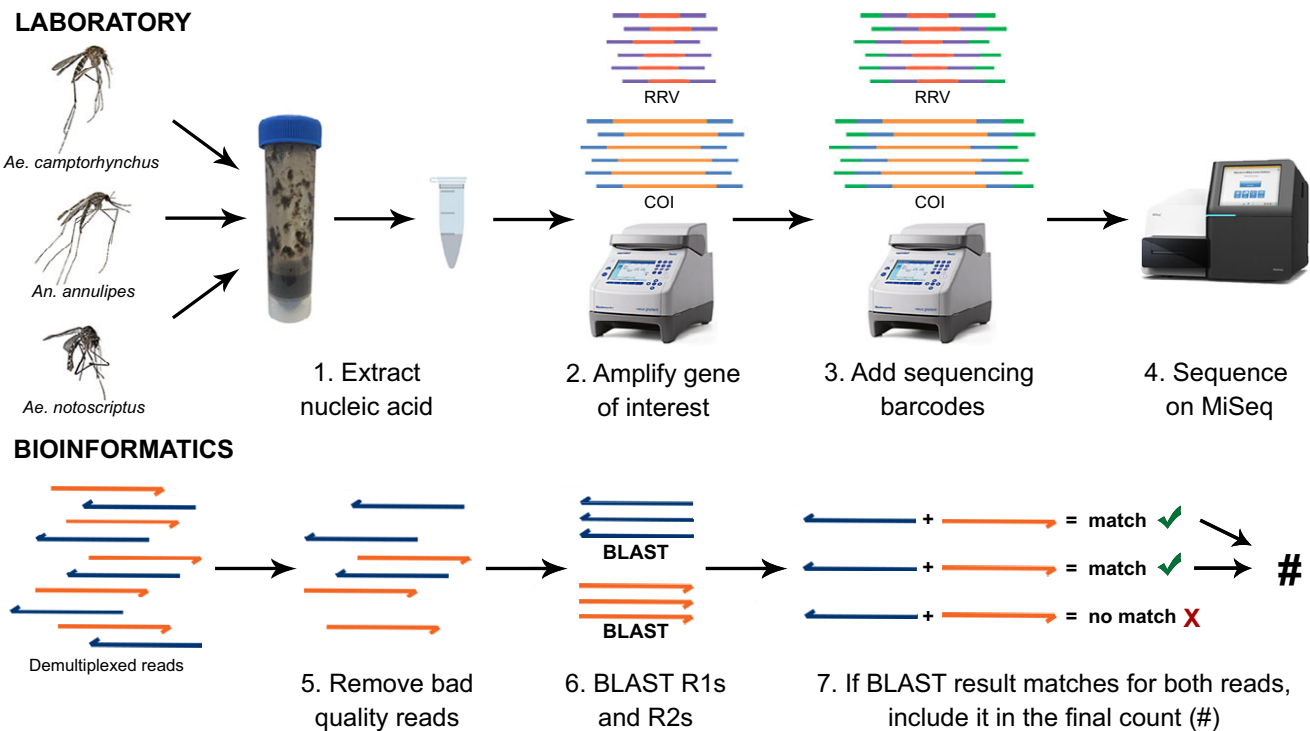 LABORATORY
Ae. camptorhynchus
An. annulipes
Ae. notoscriptus
1. Extract
nucleic acid
RRV
COI
2. Amplify gene
of interest
RRV
COI
3. Add sequencing
barcodes
4. Sequence
on MiSeq
BIOINFORMATICS
Demultiplexed reads
5. Remove bad
quality reads
BLAST
BLAST
6. BLAST R1s
and R2s
+ = match
+ = match
+ = no match X
#
7. If BLAST result matches for both reads,
include it in the final count (#)